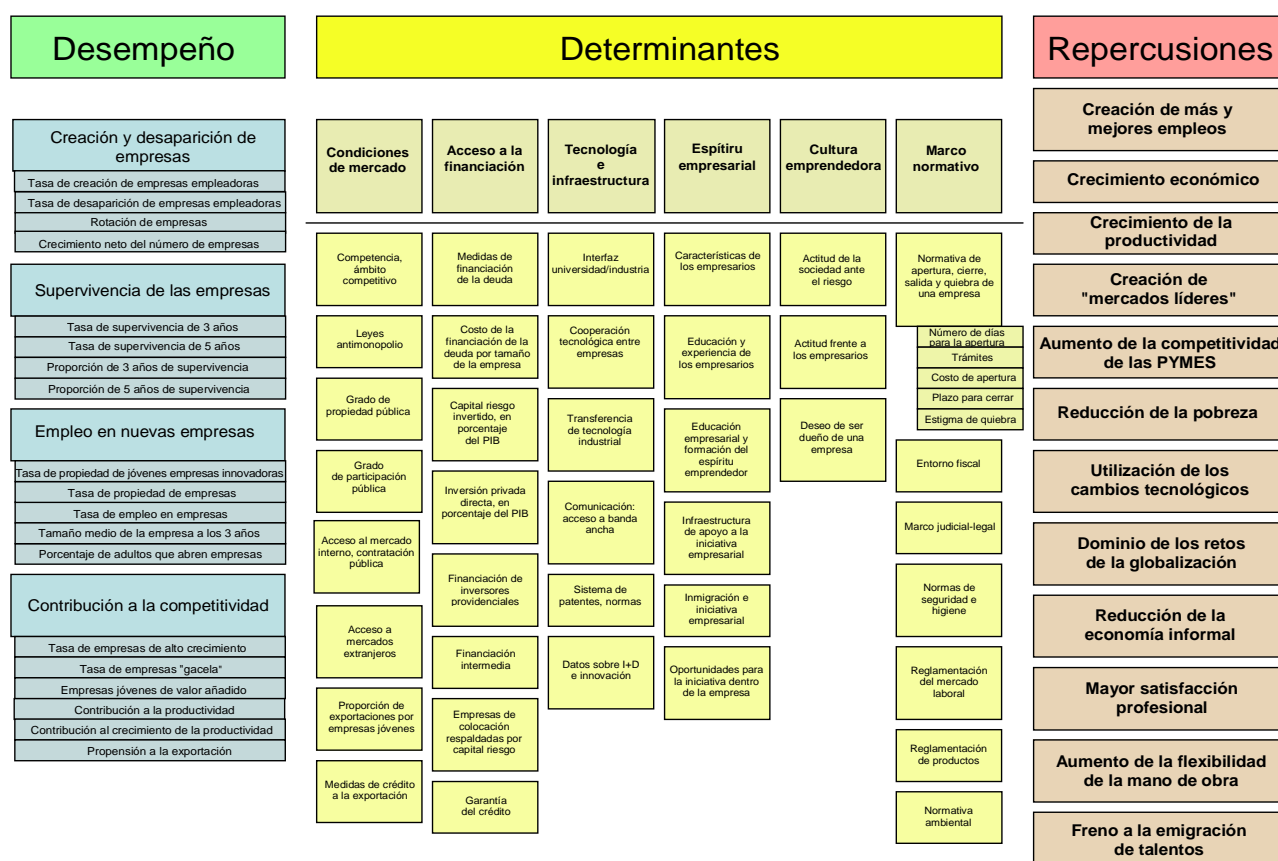 Desempeño
Determinantes
Repercusiones
Creación y desaparición de
empresas
Tasa de creación de empresas empleadoras
Tasa de desaparición de empresas empleadoras
Rotación de empresas
Crecimiento neto del número de empresas
Supervivencia de las empresas
Tasa de supervivencia de 3 años
Tasa de supervivencia de 5 años
Proporción de 3 años de supervivencia
Proporción de 5 años de supervivencia
Empleo en nuevas empresas
Tasa de propiedad de jóvenes empresas innovadoras
Tasa de propiedad de empresas
Tasa de empleo en empresas
Tamaño medio de la empresa a los 3 años
Porcentaje de adultos que abren empresas
Contribución a la competitividad
Tasa de empresas de alto crecimiento
Tasa de empresas "gacela"
Empresas jóvenes de valor añadido
Contribución a la productividad
Contribución al crecimiento de la productividad
Propensión a la exportación
Condiciones
de mercado
Competencia,
ámbito
competitivo
Leyes
antimonopolio
Grado de
propiedad pública
Grado
de participación
pública
Acceso al mercado
interno, contratación
pública
Acceso a
mercados
extranjeros
Proporción de
exportaciones por
empresas jóvenes
Medidas de crédito
a la exportación
Acceso a la
financiación
Medidas de
financiación
de la deuda
Costo de la
financiación de la
deuda por tamaño
de la empresa
Capital riesgo
invertido, en
porcentaje
del PIB
Inversión privada
directa, en
porcentaje del PIB
Financiación de
inversores
providenciales
Financiación
intermedia
Empresas de
colocación
respaldadas por
capital riesgo
Garantía
del crédito
Tecnología
e
infraestructura
Interfaz
universidad/industria
Cooperación
tecnológica entre
empresas
Transferencia
de tecnología
industrial
Comunicación:
acceso a banda
ancha
Sistema de
patentes, normas
Datos sobre I+D
e innovación
Espítiru
empresarial
Características de
los empresarios
Educación y
experiencia de
los empresarios
Educación
empresarial y
formación del
espíritu
emprendedor
Infraestructura
de apoyo a la
iniciativa
empresarial
Inmigración e
iniciativa
empresarial
Oportunidades para
la iniciativa dentro
de la empresa
Cultura
emprendedora
Actitud de la
sociedad ante
el riesgo
Actitud frente a
los empresarios
Deseo de ser
dueño de una
empresa
Marco
normativo
Normativa de
apertura, cierre,
salida y quiebra de
una empresa
Número de días
para la apertura
Trámites
Costo de apertura
Plazo para cerrar
Estigma de quiebra
Entorno fiscal
Marco judicial-legal
Normas de
seguridad e
higiene
Reglamentación
del mercado
laboral
Reglamentación
de productos
Normativa
ambiental
Creación de más y
mejores empleos
Crecimiento económico
Crecimiento de la
productividad
Creación de
"mercados líderes"
Aumento de la competitividad
de las PYMES
Reducción de la pobreza
Utilización de los
cambios tecnológicos
Dominio de los retos
de la globalización
Reducción de la
economía informal
Mayor satisfacción
profesional
Aumento de la flexibilidad
de la mano de obra
Freno a la emigración
de talentos